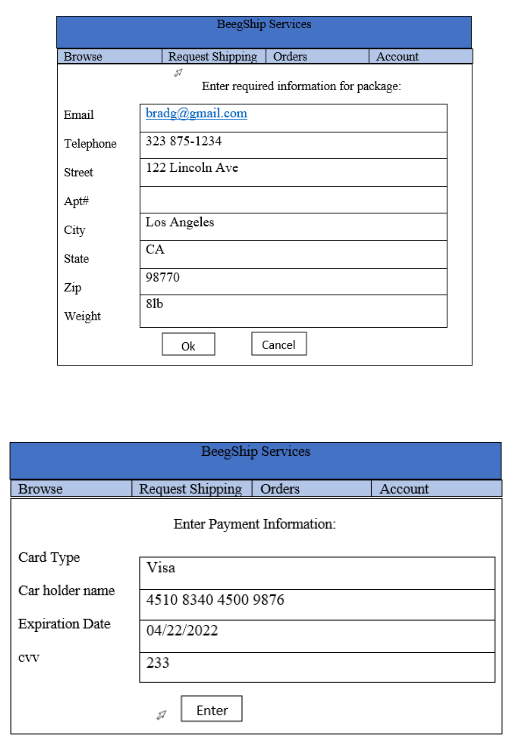 BeegShip Services
Browse Request Shipping Orders Account
Enter required information for package:
Email bradg@gmail.com
Telephone 323 875-1234
Street 122 Lincoln Ave
Apt#
City Los Angeles
State CA
Zip 98770
Weight 8lb
Ok Cancel
BeegShip Services
Browse Request Shipping Orders Account
Enter Payment Information:
Card Type Visa
Car holder name 4510 8340 4500 9876
Expiration Date 04/22/2022
cvv 233
Enter